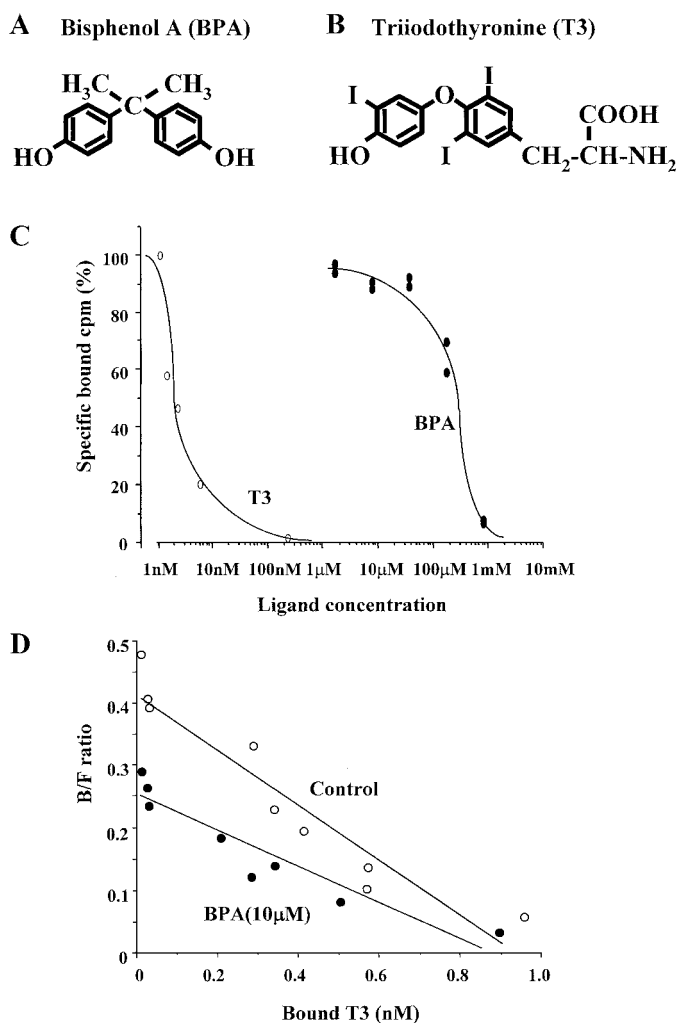 A Bisphenol A (BPA)
B Triiodothyronine (T3)
H3C CH3
C
HO OH
I O I
HO I
COOH
CH2-CH-NH2
C
Specific bound cpm (%)
100
80
60
40
20
0
T3
BPA
1nM 10nM 100nM 1μM 10μM 100μM 1mM 10mM
Ligand concentration
D
B/F ratio
0.5
0.4
0.3
0.2
0.1
0
Control
BPA(10μM)
0 0.2 0.4 0.6 0.8 1.0
Bound T3 (nM)